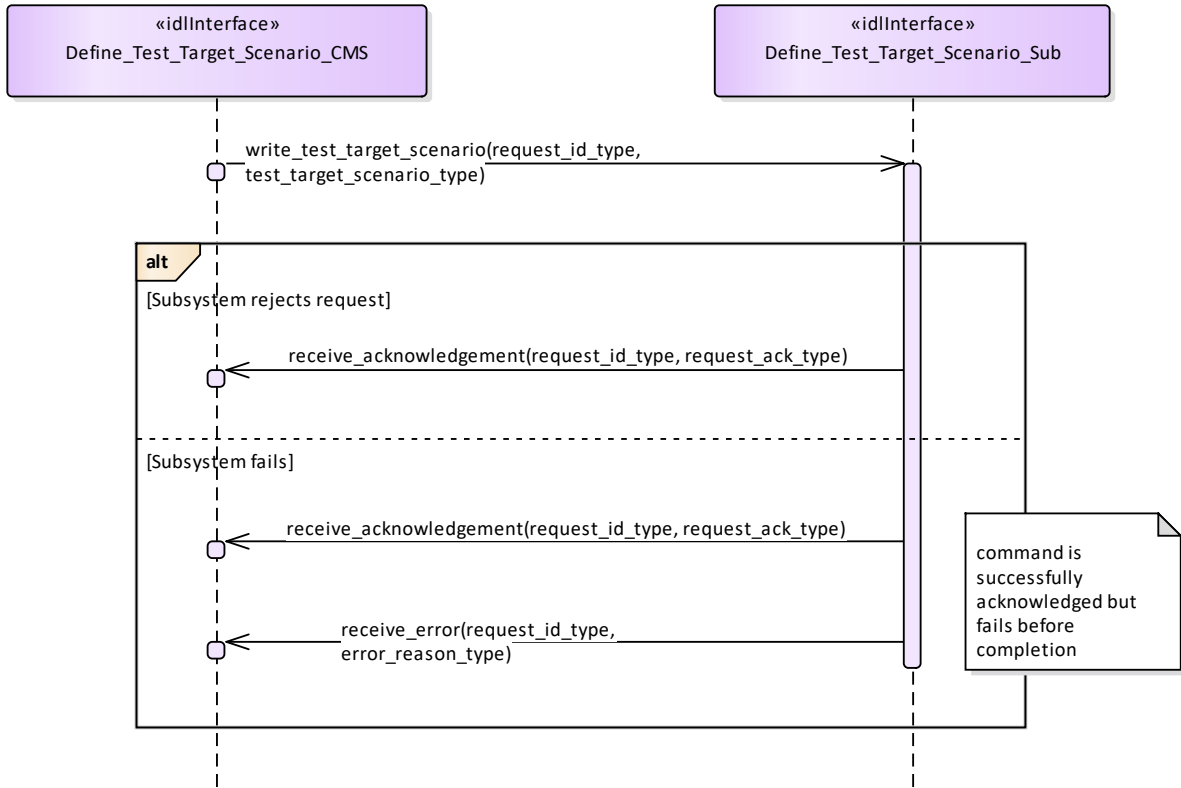 «idlInterface»
Define_Test_Target_Scenario_CMS
«idlInterface»
Define_Test_Target_Scenario_Sub
write_test_target_scenario(request_id_type,
test_target_scenario_type)
alt
[Subsystem rejects request]
receive_acknowledgement(request_id_type, request_ack_type)
[Subsystem fails]
receive_acknowledgement(request_id_type, request_ack_type)
command is
successfully
acknowledged but
fails before
completion
receive_error(request_id_type,
error_reason_type)